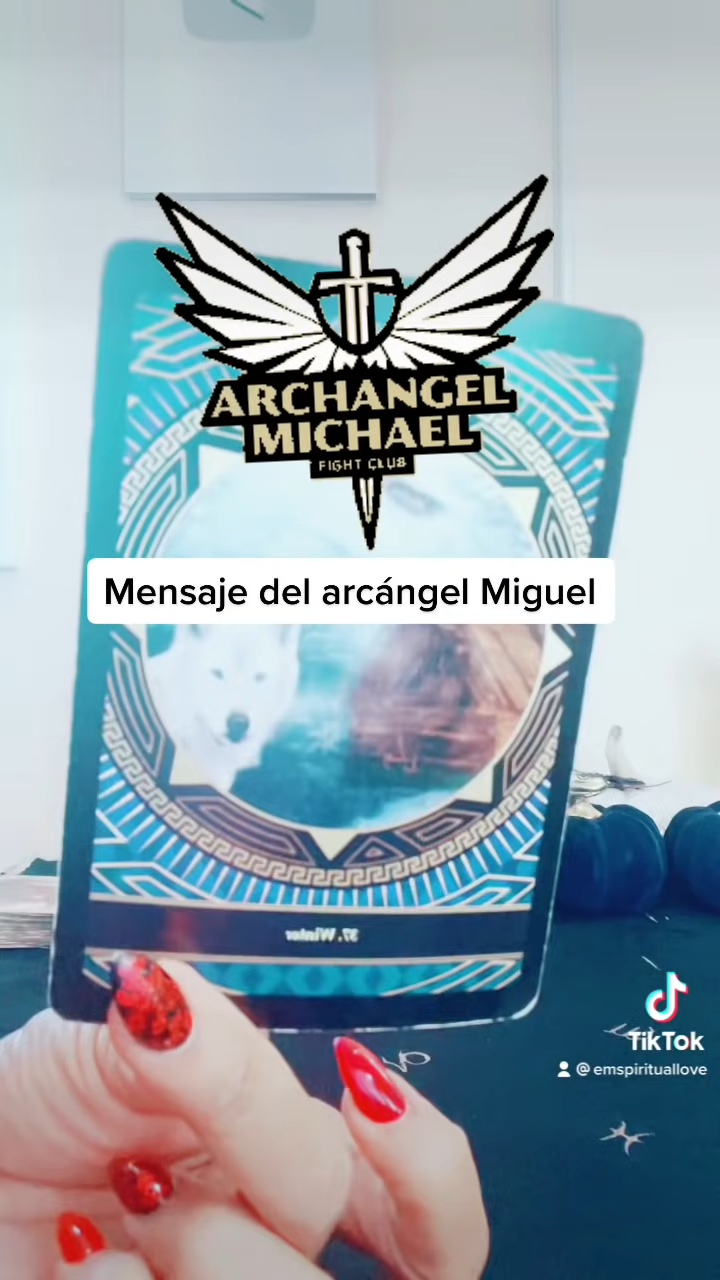 ARCHANGEL
MICHAEL
FIGHT CLUB
Mensaje del arcángel Miguel
37. Winter
TikTok
@emspirituallove